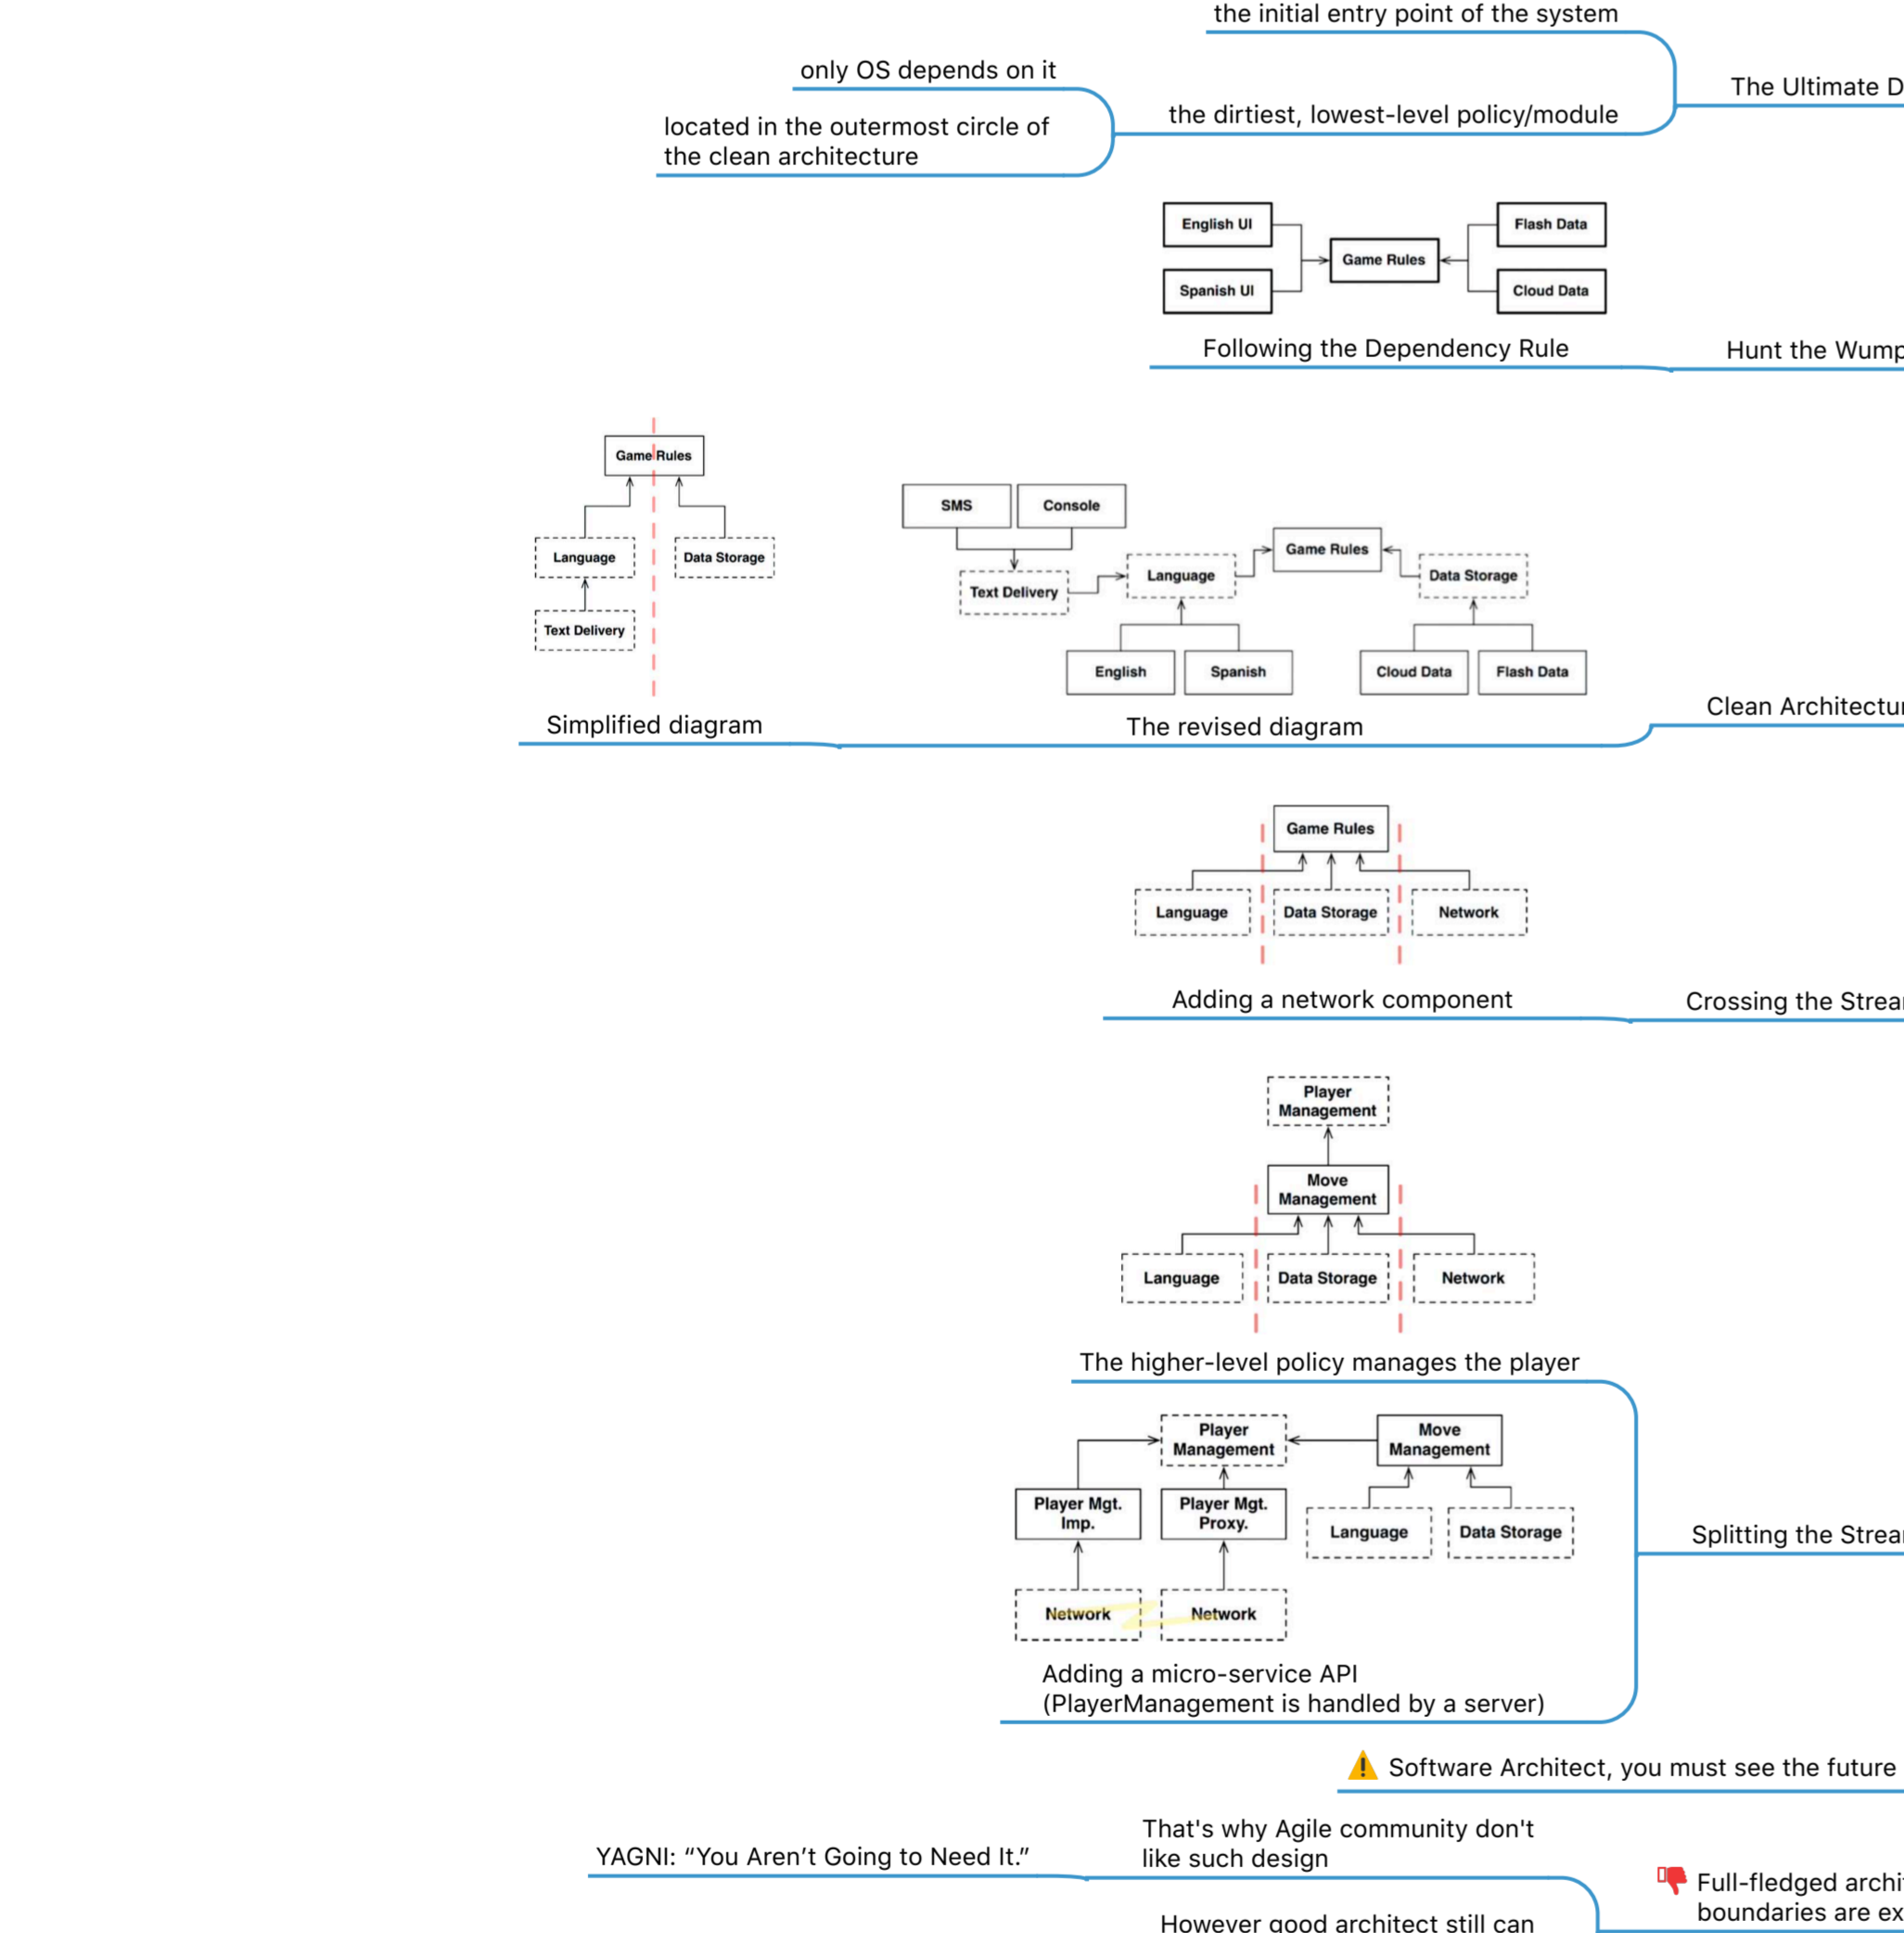 the initial entry point of the system
only OS depends on it
The Ultimate D
the dirtiest, lowest-level policy/module
located in the outermost circle of
the clean architecture
English UI
Flash Data
Game Rules
Spanish UI
Cloud Data
Following the Dependency Rule
Hunt the Wump
Game Rules
Language
Data Storage
Text Delivery
Simplified diagram
SMS
Console
Game Rules
Language
Data Storage
Text Delivery
English
Spanish
Cloud Data
Flash Data
The revised diagram
Clean Architectu
Game Rules
Language
Data Storage
Network
Adding a network component
Crossing the Strea
Player
Management
Move
Management
Language
Data Storage
Network
The higher-level policy manages the player
Player
Management
Move
Management
Player Mgt.
Imp.
Player Mgt.
Proxy.
Language
Data Storage
Network
Network
Splitting the Strea
Adding a micro-service API
(PlayerManagement is handled by a server)
Software Architect, you must see the future
That's why Agile community don't
like such design
YAGNI: “You Aren’t Going to Need It.”
Full-fledged archi
boundaries are ex
However good architect still can